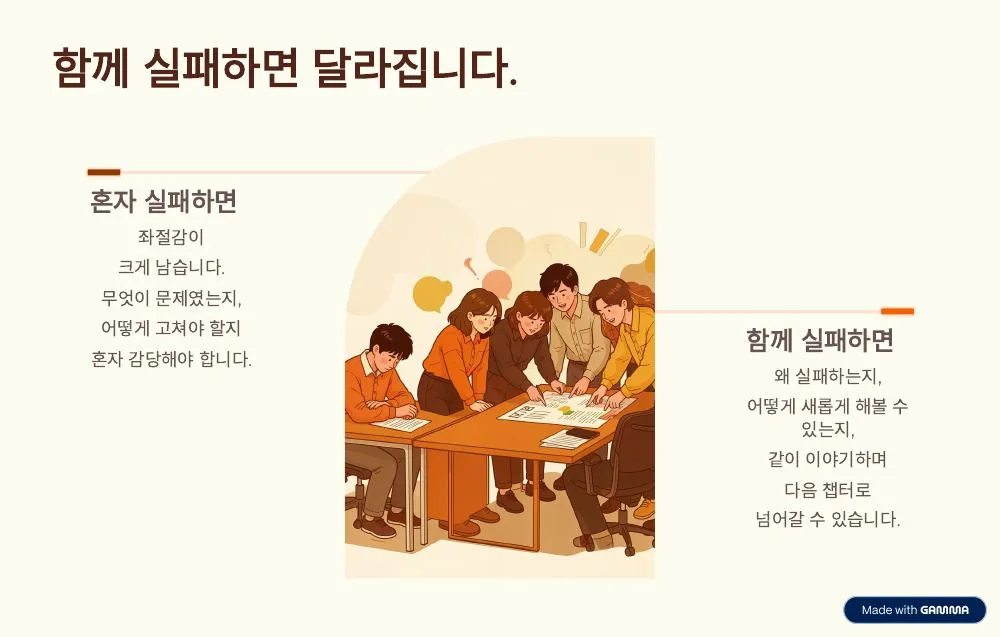 함께 실패하면 달라집니다.
혼자 실패하면
좌절감이
크게 남습니다.
무엇이 문제였는지,
어떻게 고쳐야 할지
혼자 감당해야 합니다.
함께 실패하면
왜 실패하는지,
어떻게 새롭게 해볼 수
있는지,
같이 이야기하며
다음 챕터로
넘어갈 수 있습니다.
Made with GAMMA